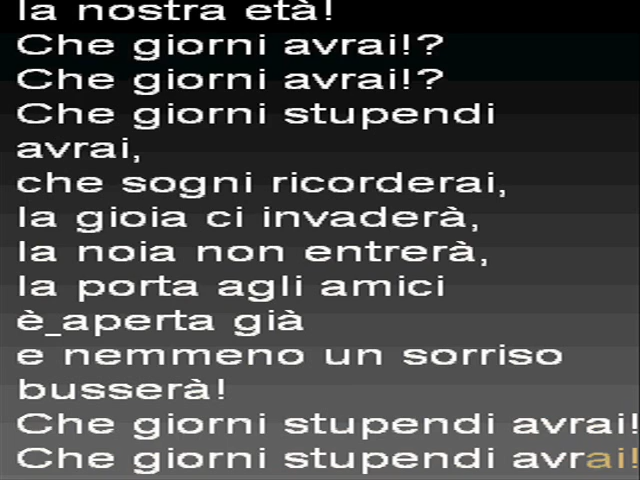 la nostra età!
Che giorni avrai!?
Che giorni avrai!?
Che giorni stupendi
avrai,
che sogni ricorderai,
la gioia ci invaderà,
la noia non entrerà,
la porta agli amici
è_aperta già
e nemmeno un sorriso
busserà!
Che giorni stupendi avrai!
Che giorni stupendi avrai!